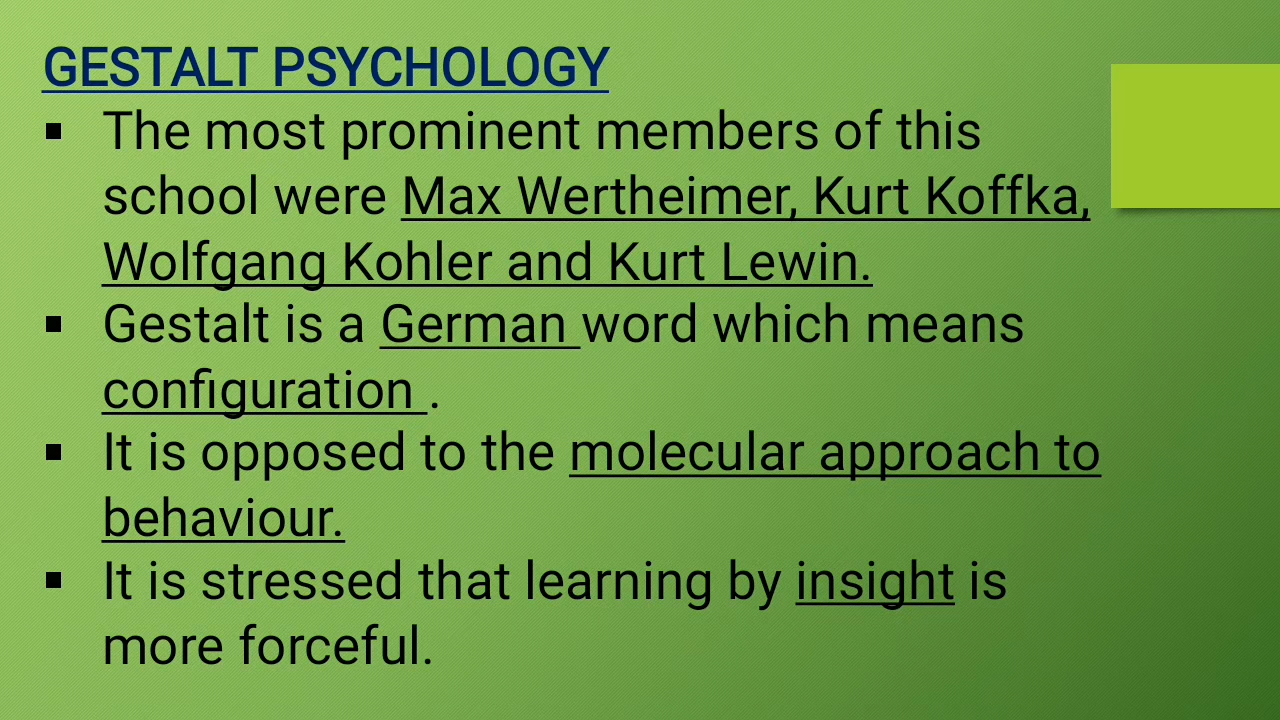 GESTALT PSYCHOLOGY
▪ The most prominent members of this
school were Max Wertheimer, Kurt Koffka,
Wolfgang Kohler and Kurt Lewin.
▪ Gestalt is a German word which means
configuration .
▪ It is opposed to the molecular approach to
behaviour.
▪ It is stressed that learning by insight is
more forceful.